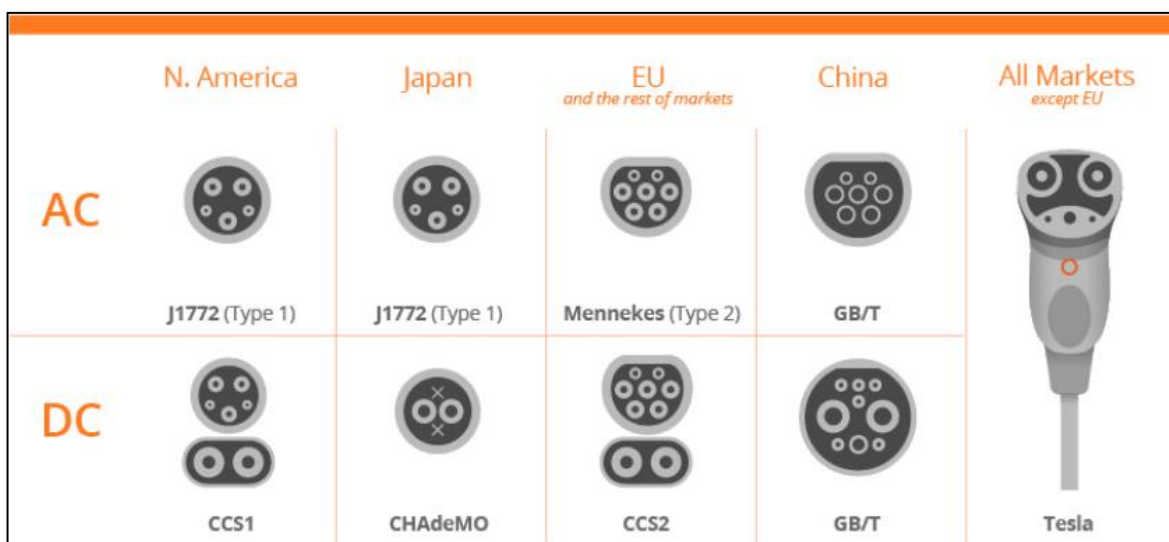 N. America
Japan
EU
and the rest of markets
China
All Markets
except EU
AC
J1772 (Type 1)
J1772 (Type 1)
Mennekes (Type 2)
GB/T
DC
CCS1
CHAdeMO
CCS2
GB/T
Tesla